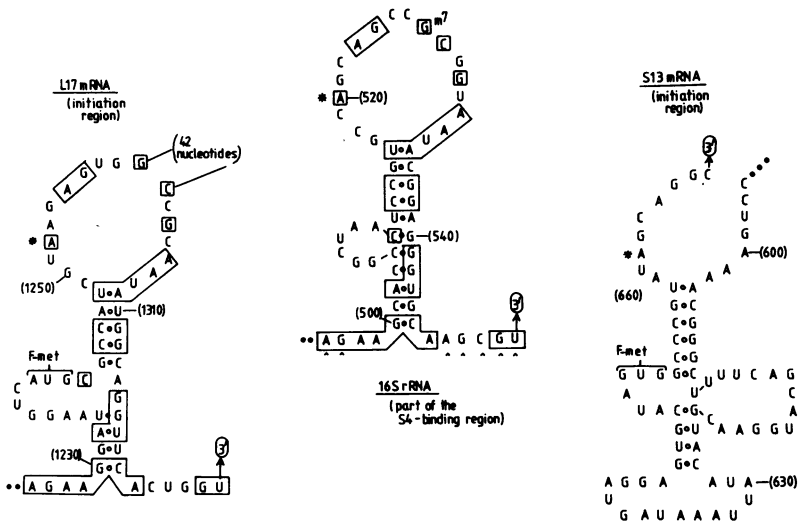 L17 mRNA
(initiation
region)
U G G
(42
nucleotides)
A G
G
A
* A
U
(1250)
G
C
C
C
G
C
U•A U A A
A•U (1310)
C•G
C•G
G•C
F-met
A U G C A
C
U
G G U A A U•G G
A•U
G•U
(1230) G•C
3'
•• A G A A A C U G G U
C C G m7
A G C
C
G
G
G
* A (520)
U
C
C
G
U•A U A A
G•C
C•G
C•G
U•A
A A C•G (540)
U
C G G C•G
C•G
A•U
C•G
(500) G•C
3'
•• A G A A A A G C G U
16S rRNA
(part of the
S4-binding region)
S13 mRNA
(initiation
region)
3'
G G C
A
C
G
* A
U
A
(660)
C •••
C
U
G
A (600)
A
A
U•A
G•C
G•C
C•G
C•G
F-met
G U G G•C U U U C A G
A U C
C A U A C•G C A
G•U G G A A U
U•A
G•C
A G G A A U A (630)
U U
G A U A A A U